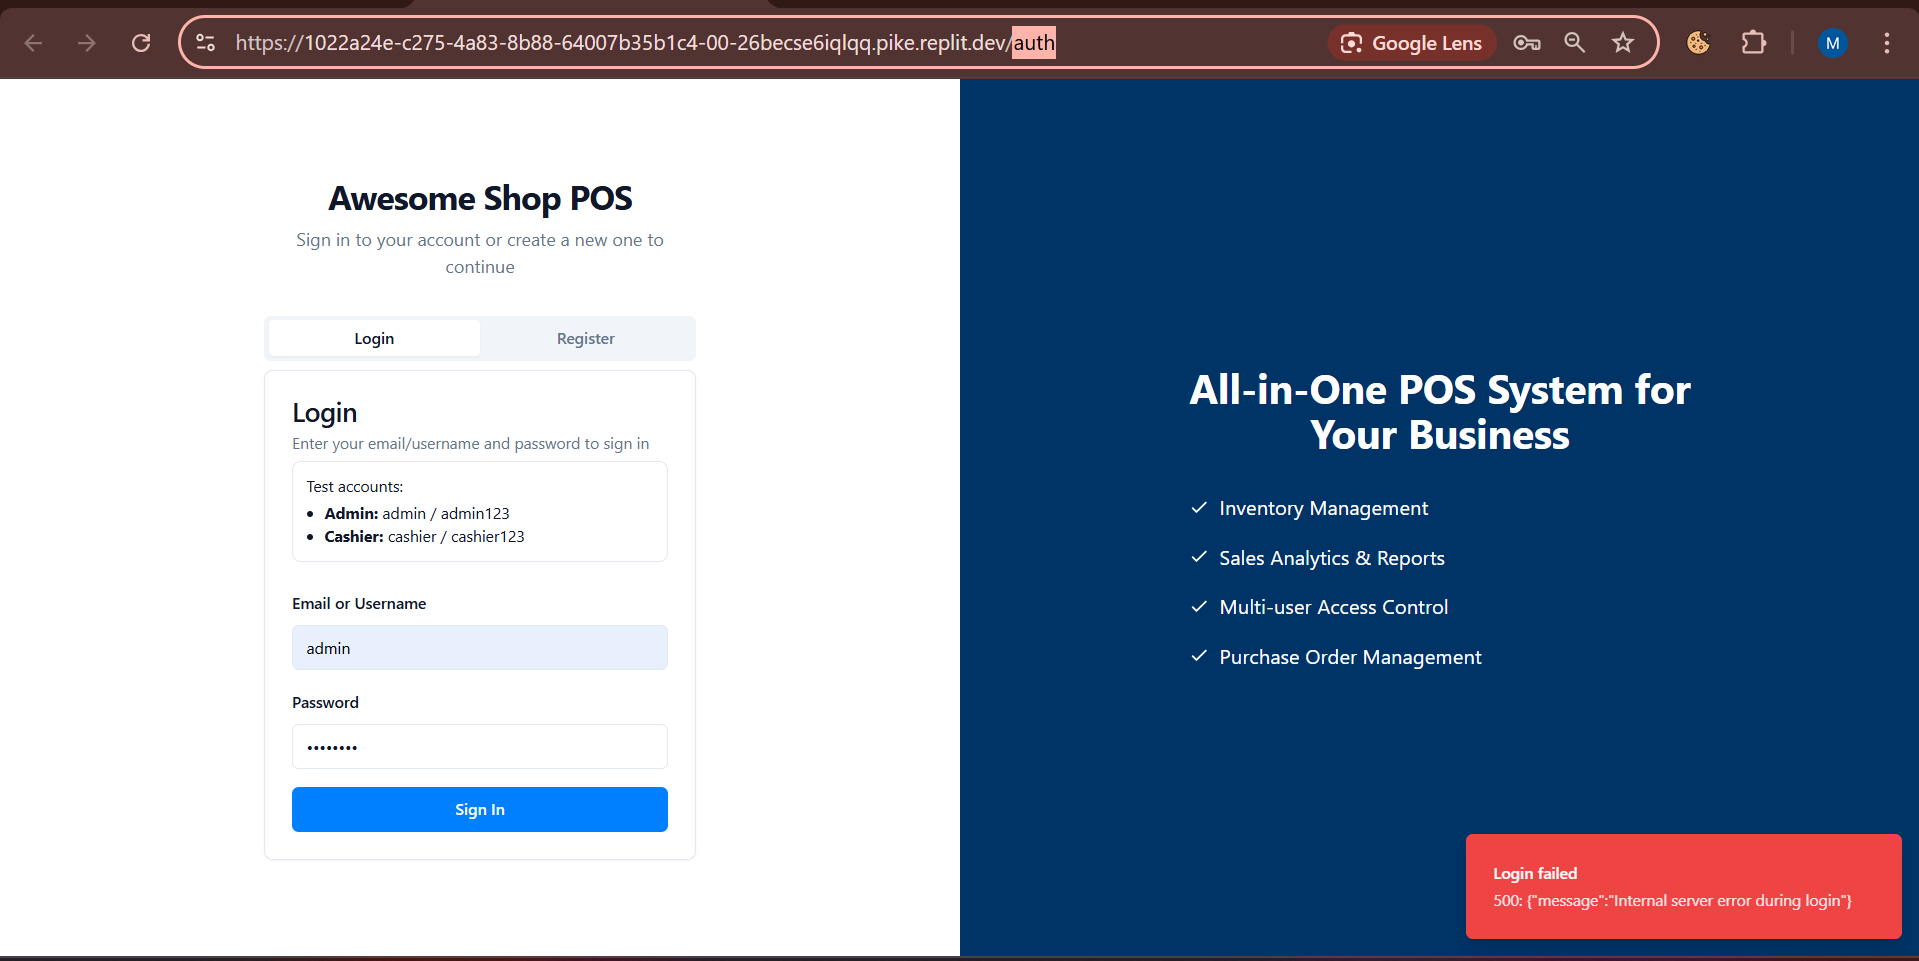 https://1022a24e-c275-4a83-8b88-64007b35b1c4-00-26becse6iqlqq.pike.replit.dev/auth
Google Lens
M
Awesome Shop POS
Sign in to your account or create a new one to
continue
Login
Register
Login
Enter your email/username and password to sign in
Test accounts:
• Admin: admin / admin123
• Cashier: cashier / cashier123
Email or Username
admin
Password
••••••••
Sign In
All-in-One POS System for
Your Business
✓ Inventory Management
✓ Sales Analytics & Reports
✓ Multi-user Access Control
✓ Purchase Order Management
Login failed
500: {"message":"Internal server error during login"}